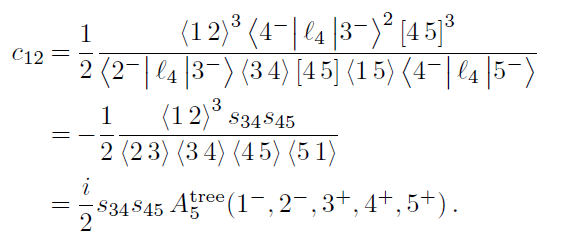 c_{12} = \frac{1}{2} \frac{\langle 1 2 \rangle^3 \langle 4^- | \ell_4 | 3^- \rangle^2 [4 5]^3}{\langle 2^- | \ell_4 | 3^- \rangle \langle 3 4 \rangle [4 5] \langle 1 5 \rangle \langle 4^- | \ell_4 | 5^- \rangle}
= -\frac{1}{2} \frac{\langle 1 2 \rangle^3 s_{34} s_{45}}{\langle 2 3 \rangle \langle 3 4 \rangle \langle 4 5 \rangle \langle 5 1 \rangle}
= \frac{i}{2} s_{34} s_{45} A_5^{\text{tree}}(1^-, 2^-, 3^+, 4^+, 5^+) .